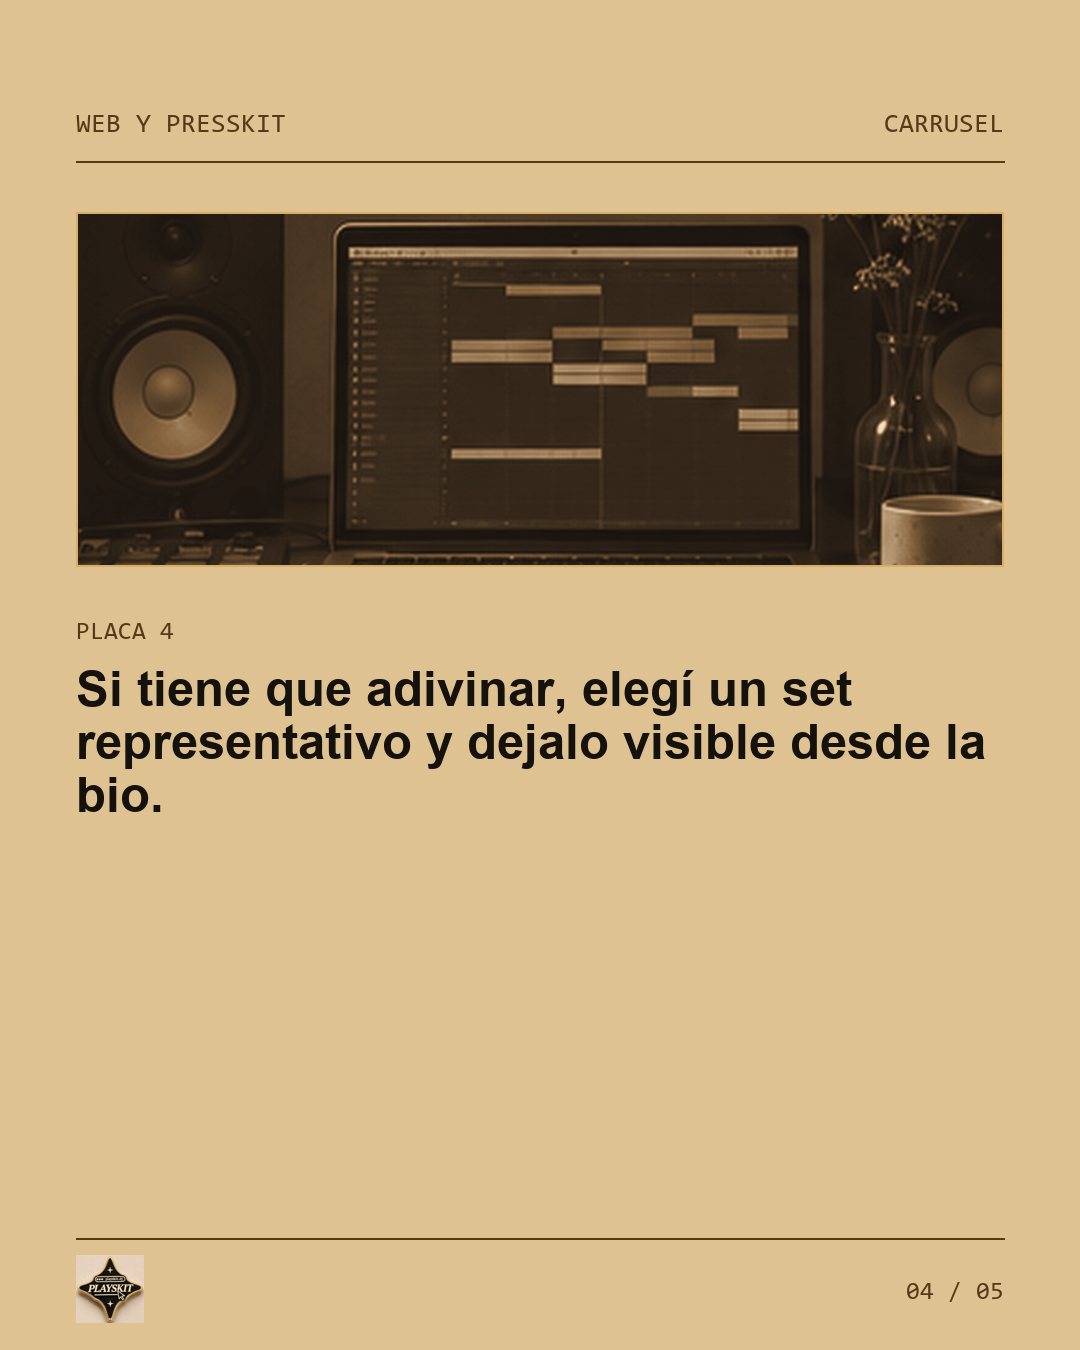 WEB Y PRESSKIT
CARRUSEL
PLACA 4
Si tiene que adivinar, elegí un set
representativo y dejalo visible desde la
bio.
PLAYSKIT
04 / 05